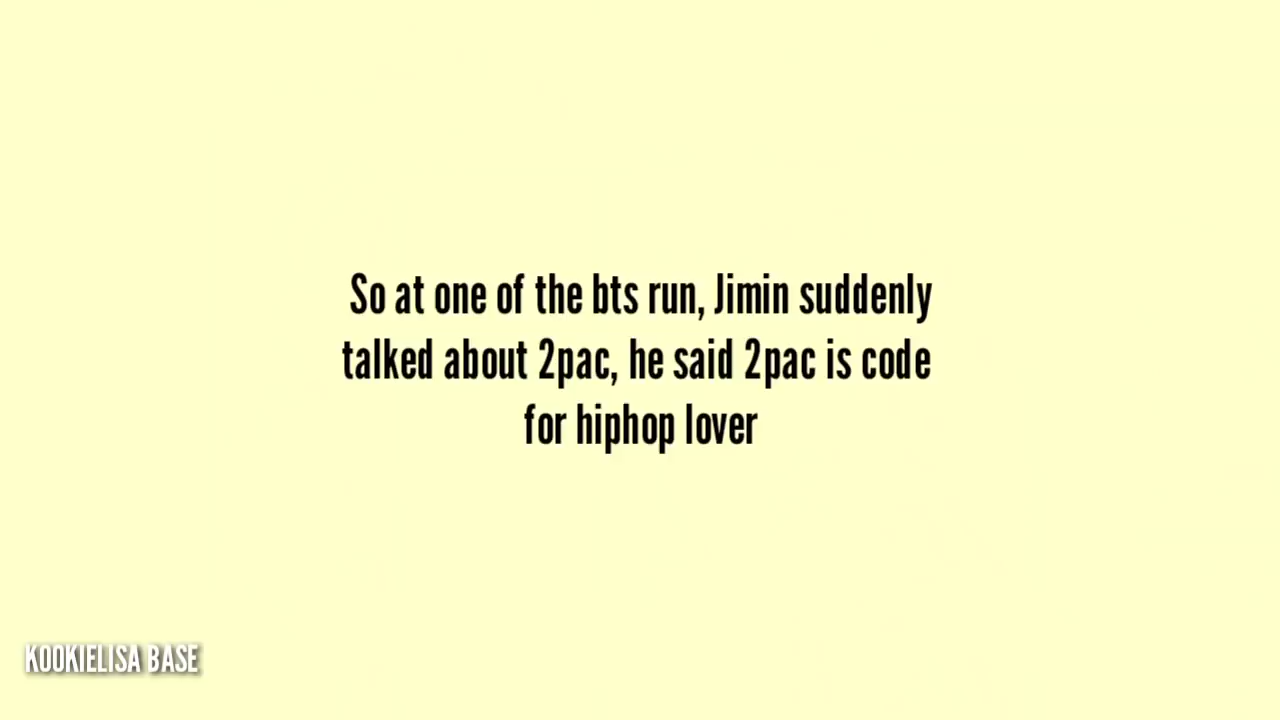 So at one of the bts run, Jimin suddenly
talked about 2pac, he said 2pac is code
for hiphop lover
KOOKIELISA BASE